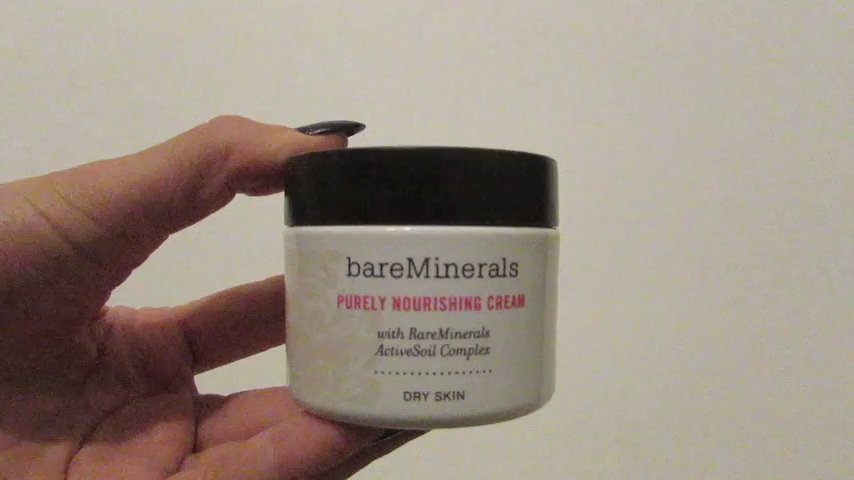 bareMinerals
PURELY NOURISHING CREAM
with RareMinerals
ActiveSoil Complex
DRY SKIN